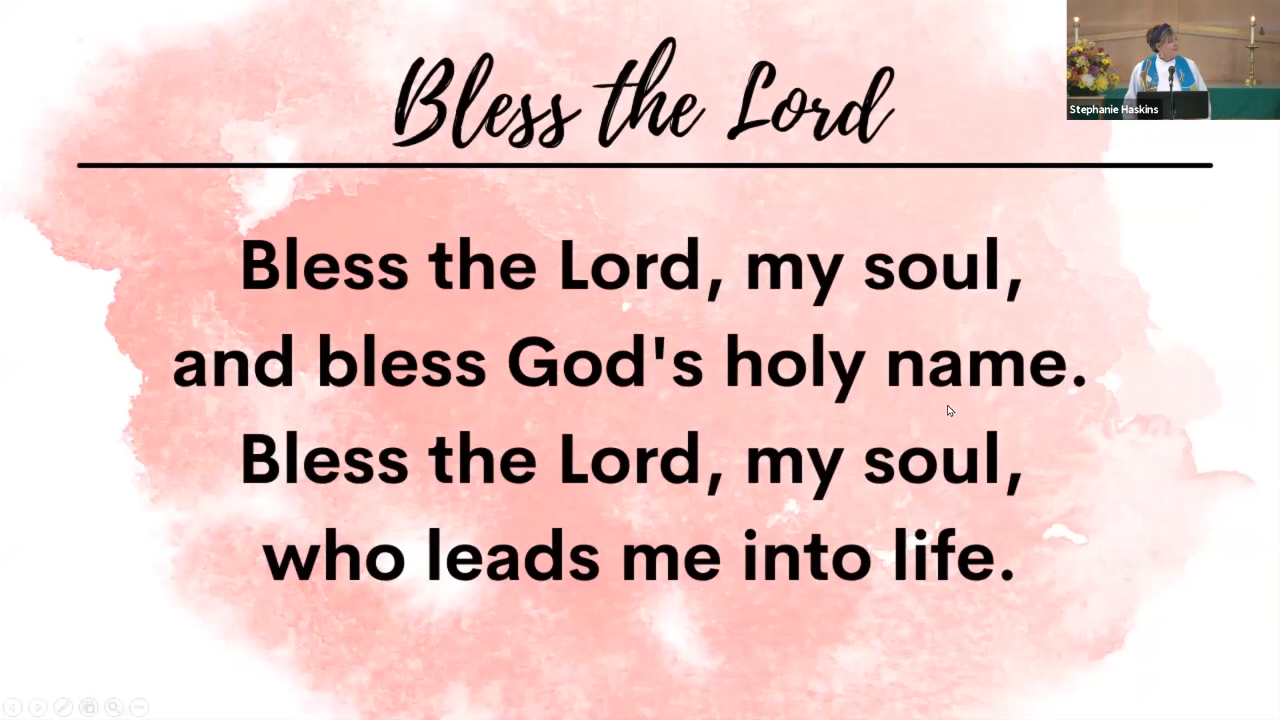 Bless the Lord
Stephanie Haskins
Bless the Lord, my soul,
and bless God's holy name.
Bless the Lord, my soul,
who leads me into life.